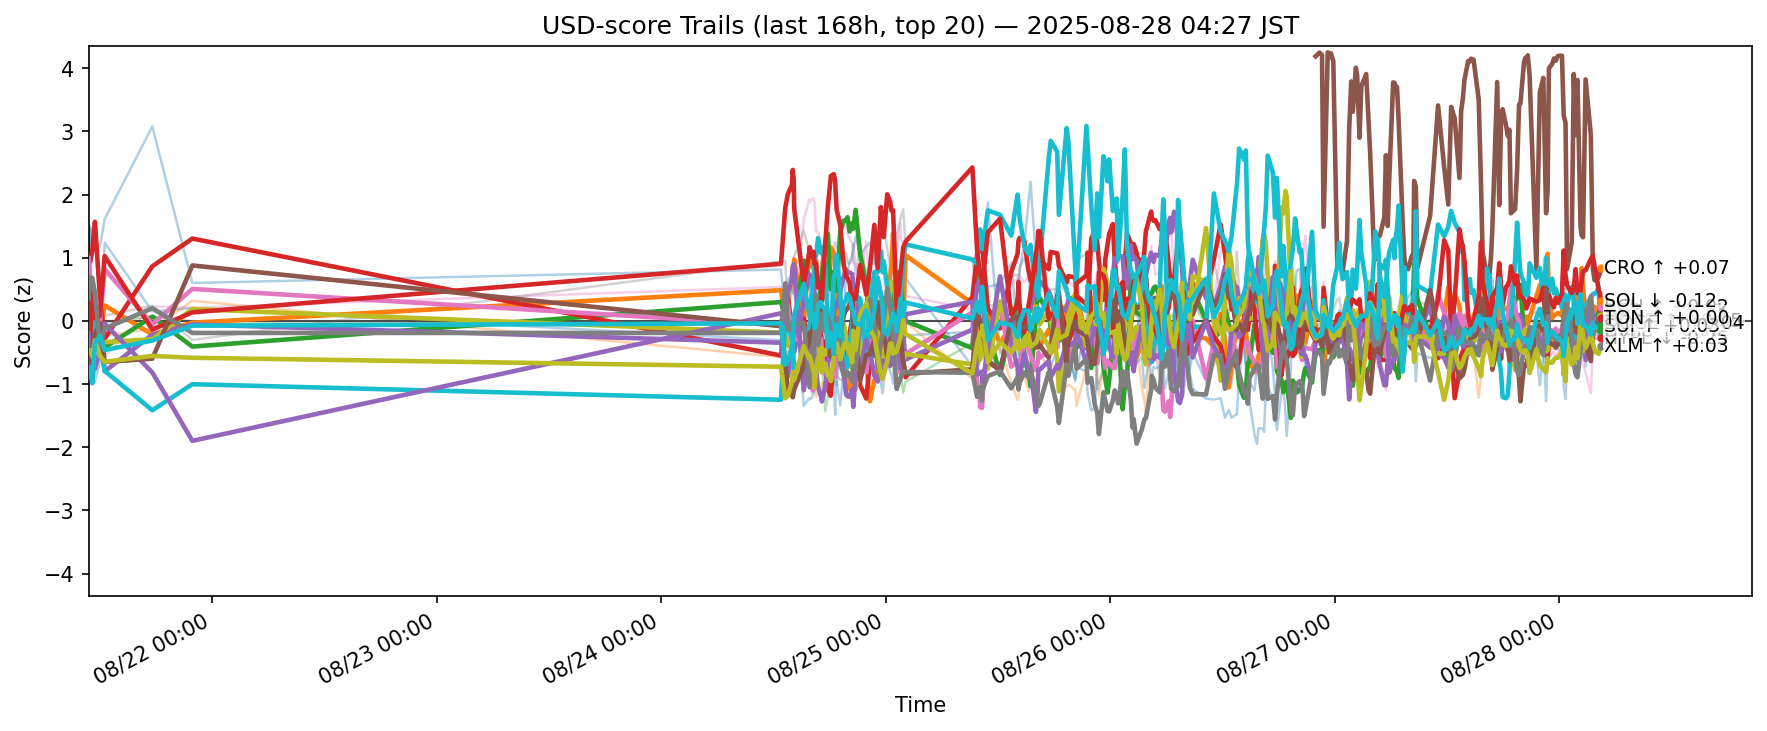 USD-score Trails (last 168h, top 20) — 2025-08-28 04:27 JST
Score (z)
4
3
2
1
0
−1
−2
−3
−4
CRO ↑ +0.07
SOL ↓ -0.12
TON ↑ +0.00
XLM ↑ +0.03
08/22 00:00
08/23 00:00
08/24 00:00
08/25 00:00
08/26 00:00
08/27 00:00
08/28 00:00
Time